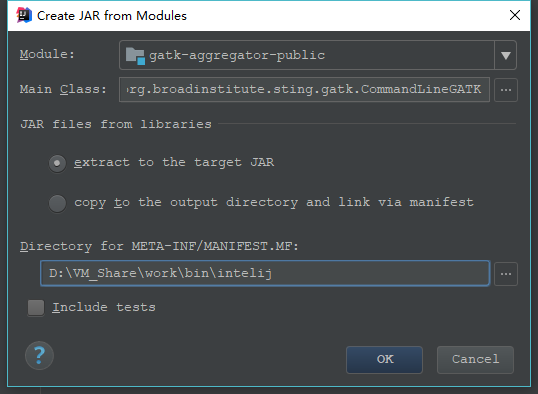 Create JAR from Modules
Module: gatk-aggregator-public
Main Class: org.broadinstitute.sting.gatk.CommandLineGATK ...
JAR files from libraries
extract to the target JAR
copy to the output directory and link via manifest
Directory for META-INF/MANIFEST.MF:
D:\VM_Share\work\bin\intelij ...
Include tests
? OK Cancel